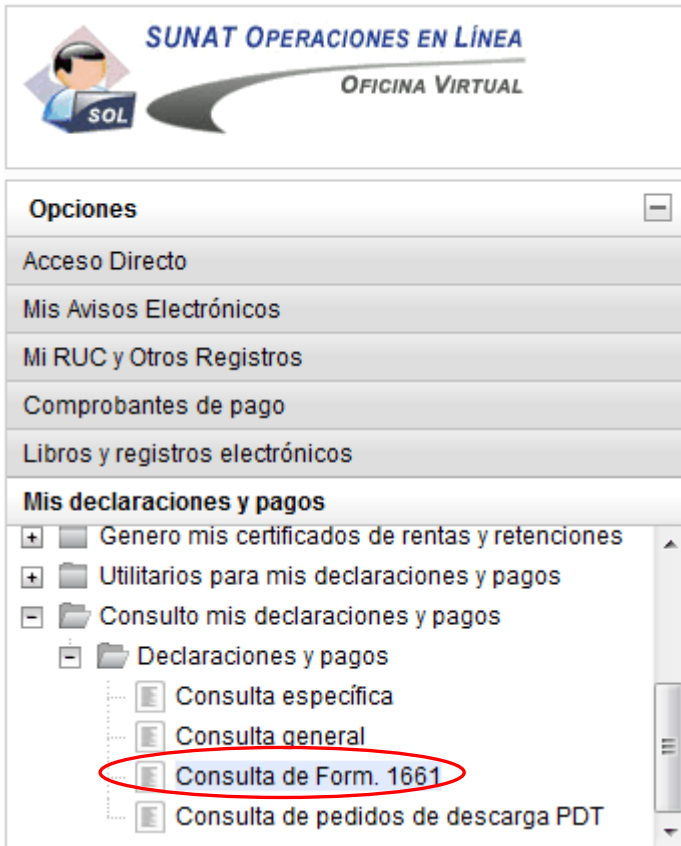 SUNAT OPERACIONES EN LÍNEA
OFICINA VIRTUAL
SOL
Opciones
Acceso Directo
Mis Avisos Electrónicos
Mi RUC y Otros Registros
Comprobantes de pago
Libros y registros electrónicos
Mis declaraciones y pagos
Genero mis certificados de rentas y retenciones
Utilitarios para mis declaraciones y pagos
Consulto mis declaraciones y pagos
Declaraciones y pagos
Consulta específica
Consulta general
Consulta de Form. 1661
Consulta de pedidos de descarga PDT